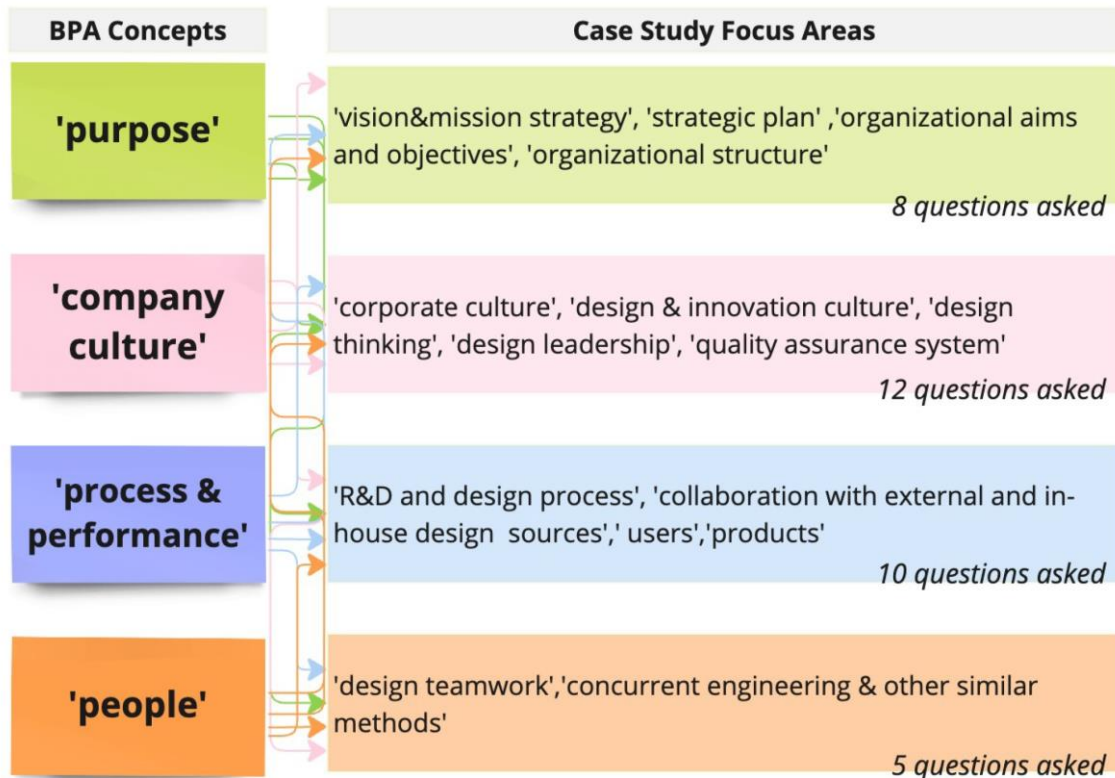 BPA Concepts
Case Study Focus Areas
'purpose'
'vision&mission strategy', 'strategic plan' ,'organizational aims
and objectives', 'organizational structure'
8 questions asked
'company
culture'
'corporate culture', 'design & innovation culture', 'design
thinking', 'design leadership', 'quality assurance system'
12 questions asked
'process &
performance'
'R&D and design process', 'collaboration with external and in-
house design  sources',' users','products'
10 questions asked
'people'
'design teamwork','concurrent engineering & other similar
methods'
5 questions asked